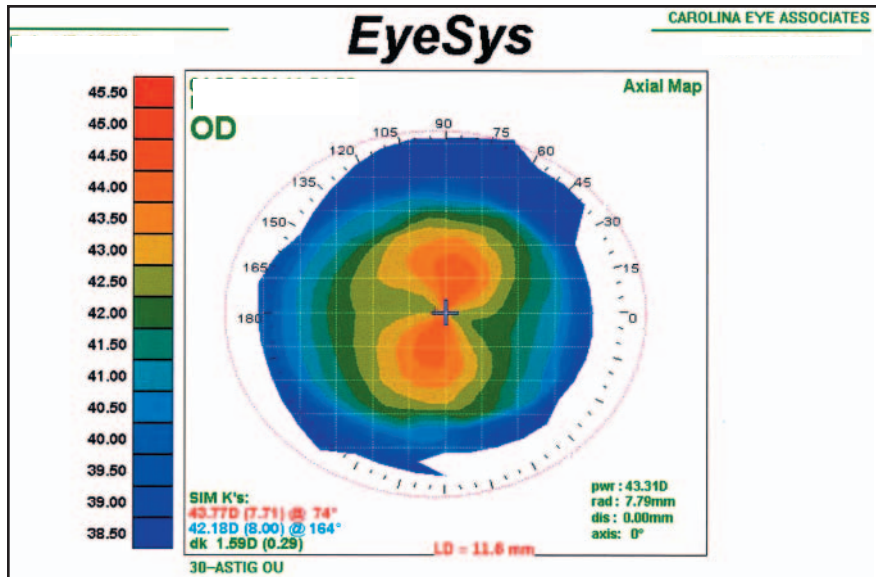 EyeSys
CAROLINA EYE ASSOCIATES
Axial Map
OD
45.50
45.00
44.50
44.00
43.50
43.00
42.50
42.00
41.50
41.00
40.50
40.00
39.50
39.00
38.50
105
90
75
120
60
135
45
150
30
165
15
180
0
SIM K's:
43.77D (7.71) @ 74°
42.18D (8.00) @ 164°
dk 1.59D (0.29)
LD = 11.6 mm
pwr : 43.31D
rad : 7.79mm
dis : 0.00mm
axis: 0°
30-ASTIG OU